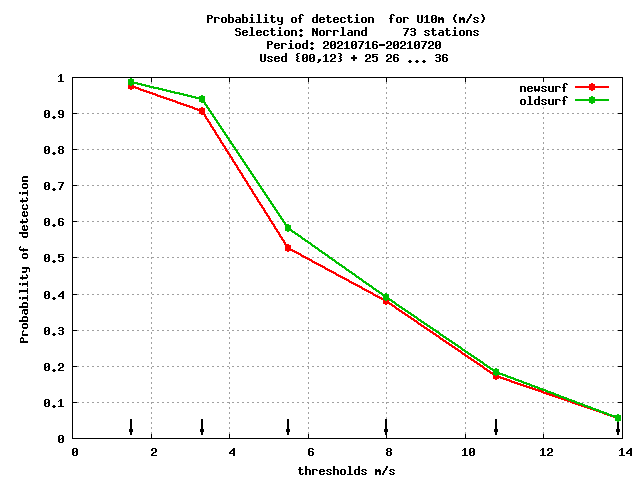 Probability of detection  for U10m (m/s)
Selection: Norrland     73 stations
Period: 20210716-20210720
Used {00,12} + 25 26 ... 36
newsurf
oldsurf
Probability of detection
1
0.9
0.8
0.7
0.6
0.5
0.4
0.3
0.2
0.1
0
0 2 4 6 8 10 12 14
thresholds m/s